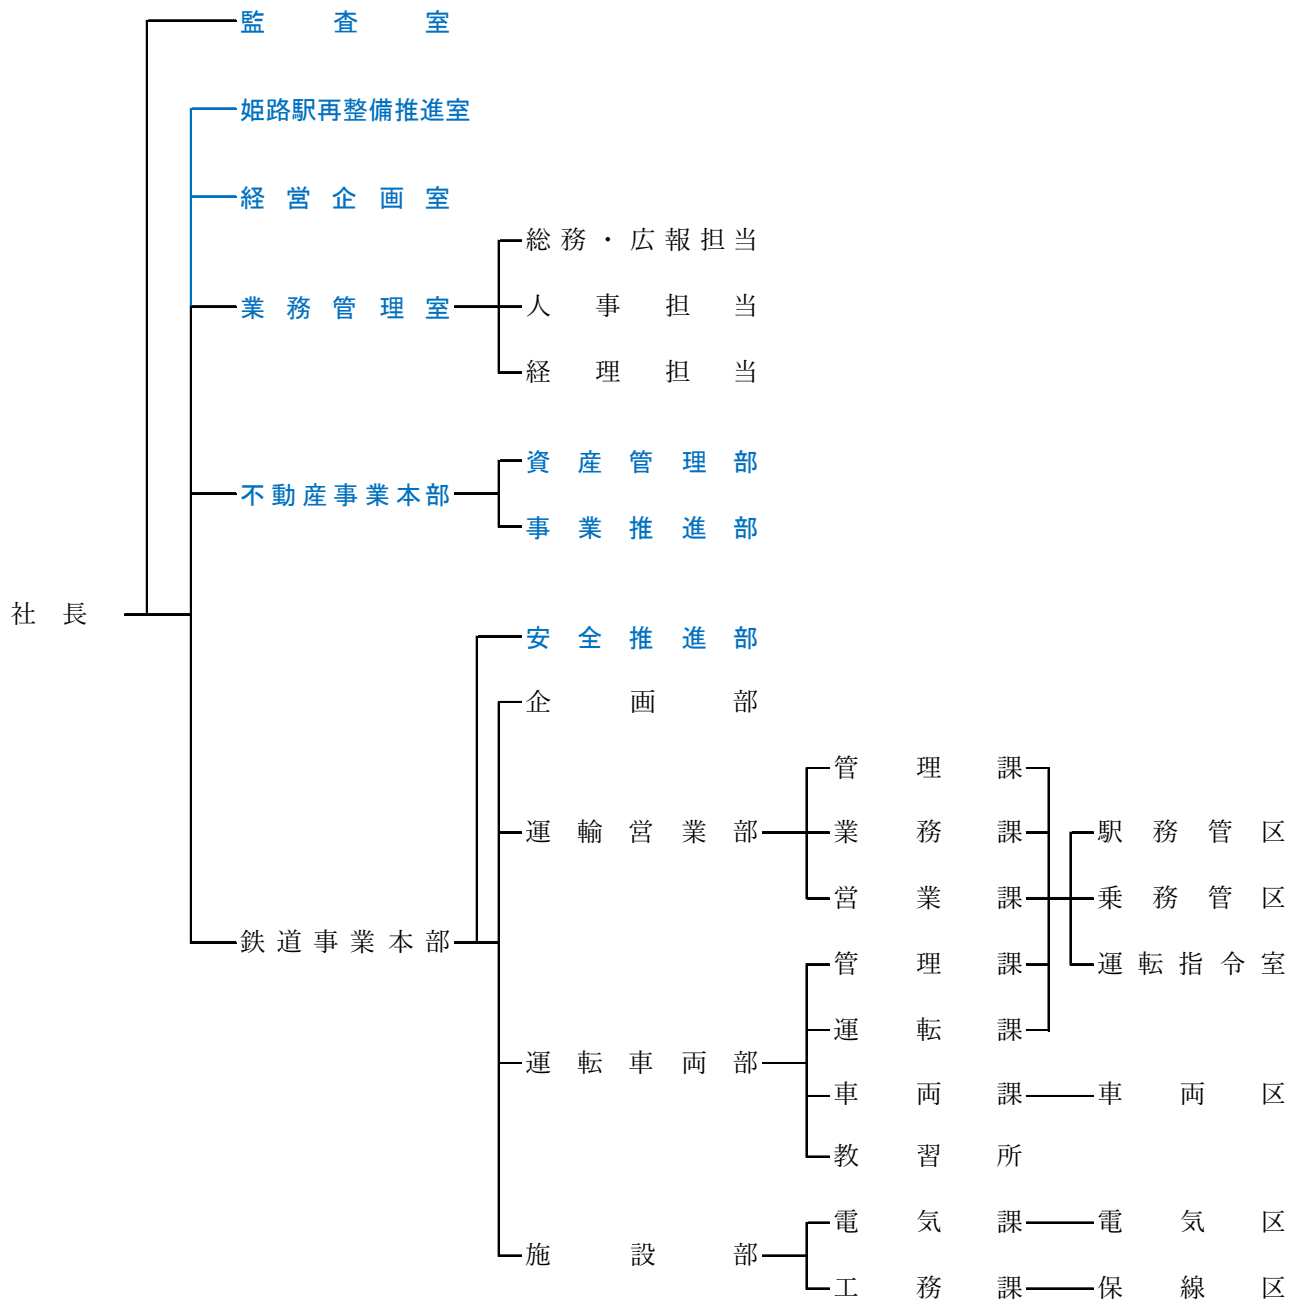 監査室
姫路駅再整備推進室
経営企画室
総務・広報担当
業務管理室
人事担当
経理担当
資産管理部
不動産事業本部
事業推進部
社長
安全推進部
企画部
管理課
運輸営業部
業務課
駅務管区
営業課
乗務管区
鉄道事業本部
管理課
運転指令室
運転課
運転車両部
車両課
車両区
教習所
電気課
電気区
施設部
工務課
保線区